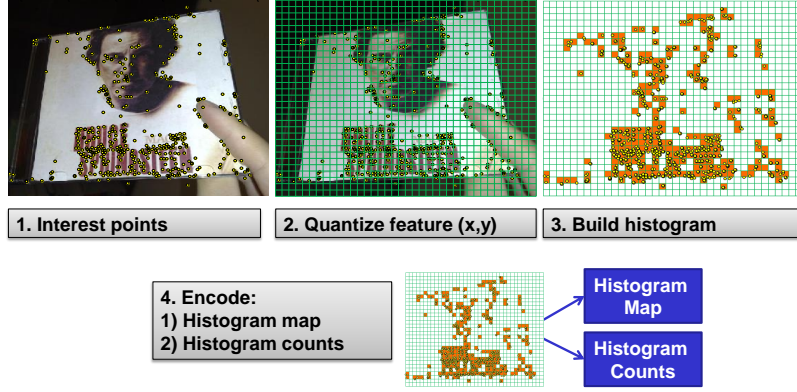 1. Interest points
2. Quantize feature (x,y)
3. Build histogram
4. Encode:
1) Histogram map
2) Histogram counts
Histogram
Map
Histogram
Counts